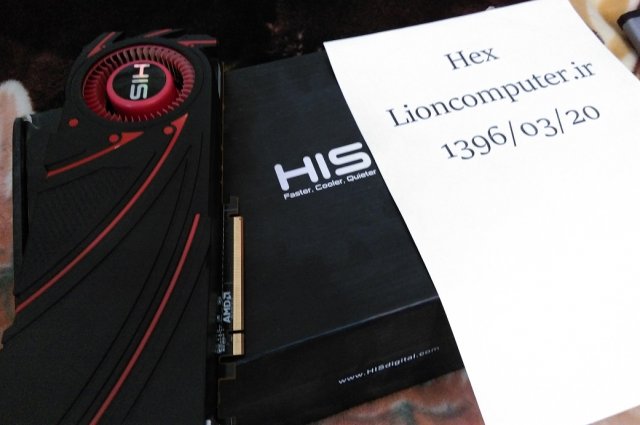 HIS
HIS
Faster. Cooler. Quieter
AMD
www.HISdigital.com
Hex
Lioncomputer.ir
1396/03/20